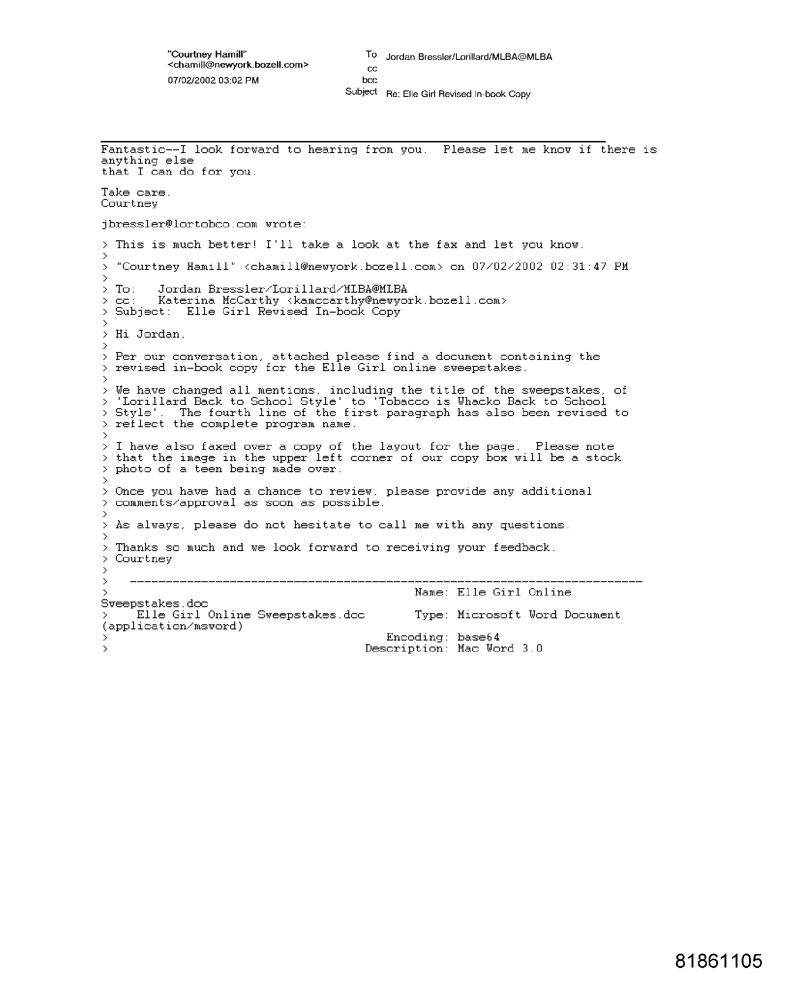 "Courtney Hamill"
<chamill@newyork.bozell.com>
07/02/2002 03:02 PM
To Jordan Bressler/Lorillard/MLBA@MLBA
cc
bcc
Subject Re: Elle Girl Revised In-book Copy
Fantastic--I look forward to hearing from you. Please let me know if there is
anything else
that I can do for you.
Take care.
Courtney
jbressler@lortobco.com wrote:
> This is much better! I'll take a look at the fax and let you know.
>
> "Courtney Hamill" <chamill@newyork.bozell.com> on 07/02/2002 02:31:47 PM
>
> To: Jordan Bressler/Lorillard/MLBA@MLBA
> cc: Katerina McCarthy <kamccarthy@newyork.bozell.com>
> Subject: Elle Girl Revised In-book Copy
>
> Hi Jordan,
>
> Per our conversation, attached please find a document containing the
> revised in-book copy for the Elle Girl online sweepstakes.
>
> We have changed all mentions, including the title of the sweepstakes, of
> 'Lorillard Back to School Style' to 'Tobacco is Whacko Back to School
> Style'. The fourth line of the first paragraph has also been revised to
> reflect the complete program name.
>
> I have also faxed over a copy of the layout for the page. Please note
> that the image in the upper left corner of our copy box will be a stock
> photo of a teen being made over.
>
> Once you have had a chance to review, please provide any additional
> comments/approval as soon as possible.
>
> As always, please do not hesitate to call me with any questions.
>
> Thanks so much and we look forward to receiving your feedback.
> Courtney
>
> ------------------------------------------------------------------------
> Name: Elle Girl Online
Sweepstakes.doc
> Elle Girl Online Sweepstakes.doc Type: Microsoft Word Document
(application/msword)
> Encoding: base64
> Description: Mac Word 3.0
81861105